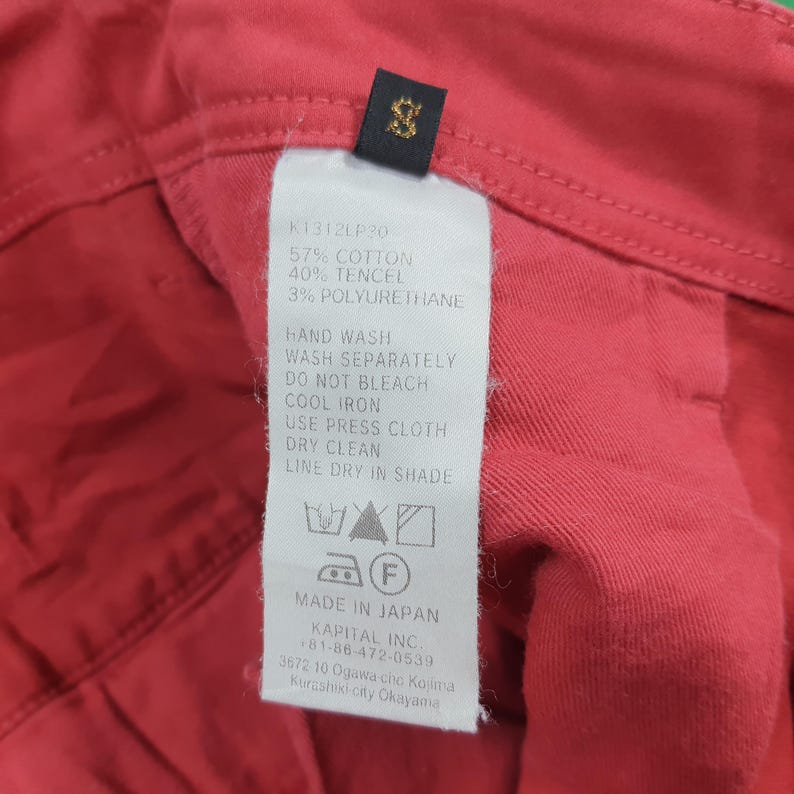 S
K1312LP30
57% COTTON
40% TENCEL
3% POLYURETHANE
HAND WASH
WASH SEPARATELY
DO NOT BLEACH
COOL IRON
USE PRESS CLOTH
DRY CLEAN
LINE DRY IN SHADE
F
MADE IN JAPAN
KAPITAL INC.
+81-86-472-0539
3672-10 Ogawa-cho Kojima
Kurashiki-city Okayama